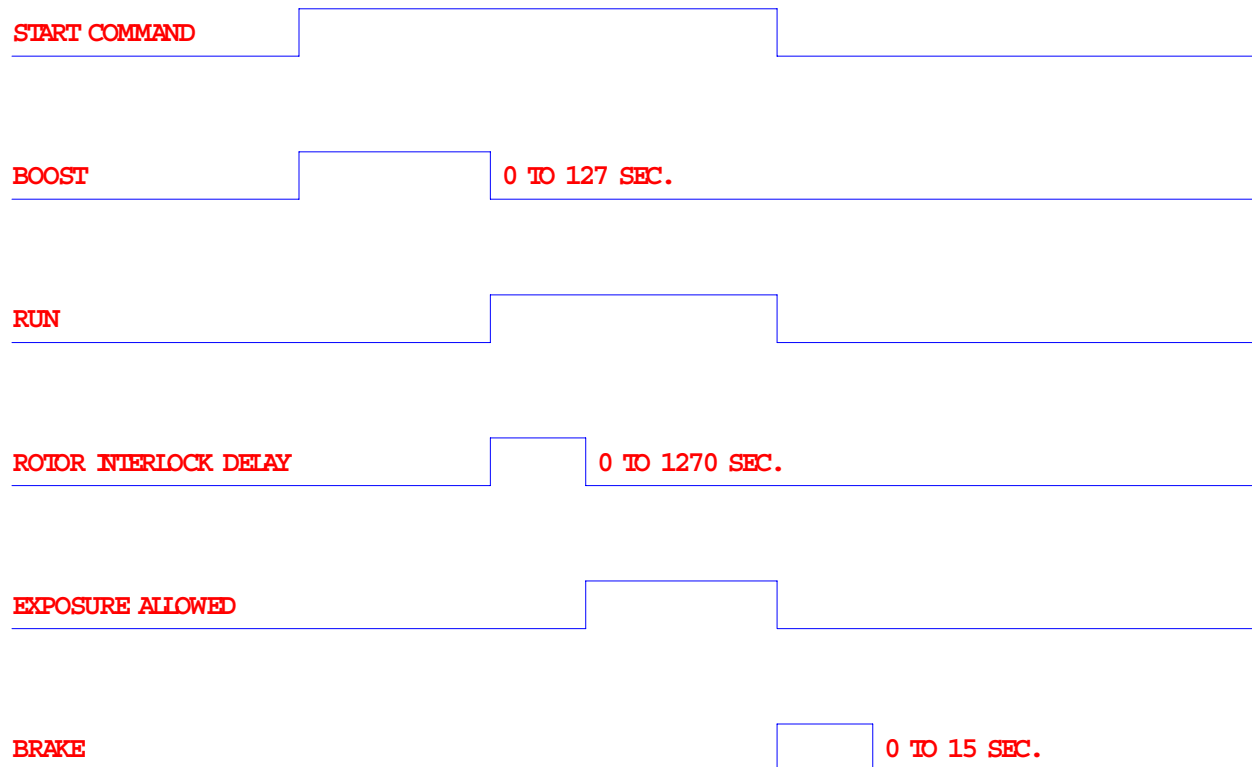 START COMMAND
BOOST 0 TO 127 SEC.
RUN
ROTOR INTERLOCK DELAY 0 TO 1270 SEC.
EXPOSURE ALLOWED
BRAKE 0 TO 15 SEC.